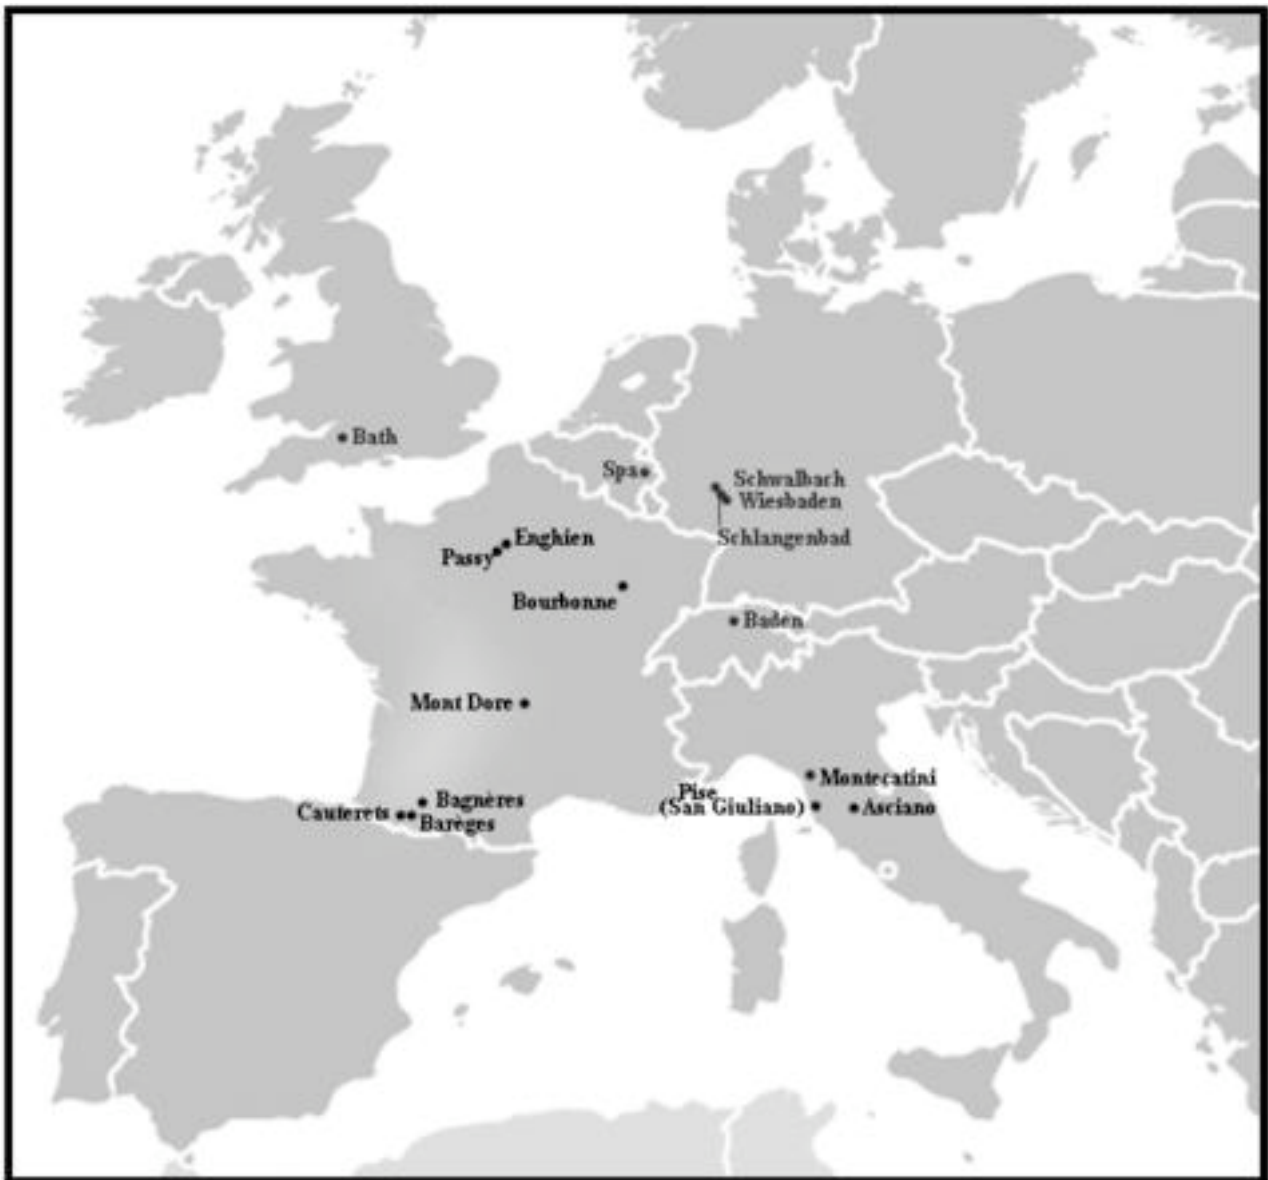 Bath
Spa
Schwalbach
Wiesbaden
Schlangenbad
Enghien
Passy
Bourbonne
Baden
Mont Dore
Montecatini
Pise
(San Giuliano)
Asciano
Bagnères
Cauterets
Barèges